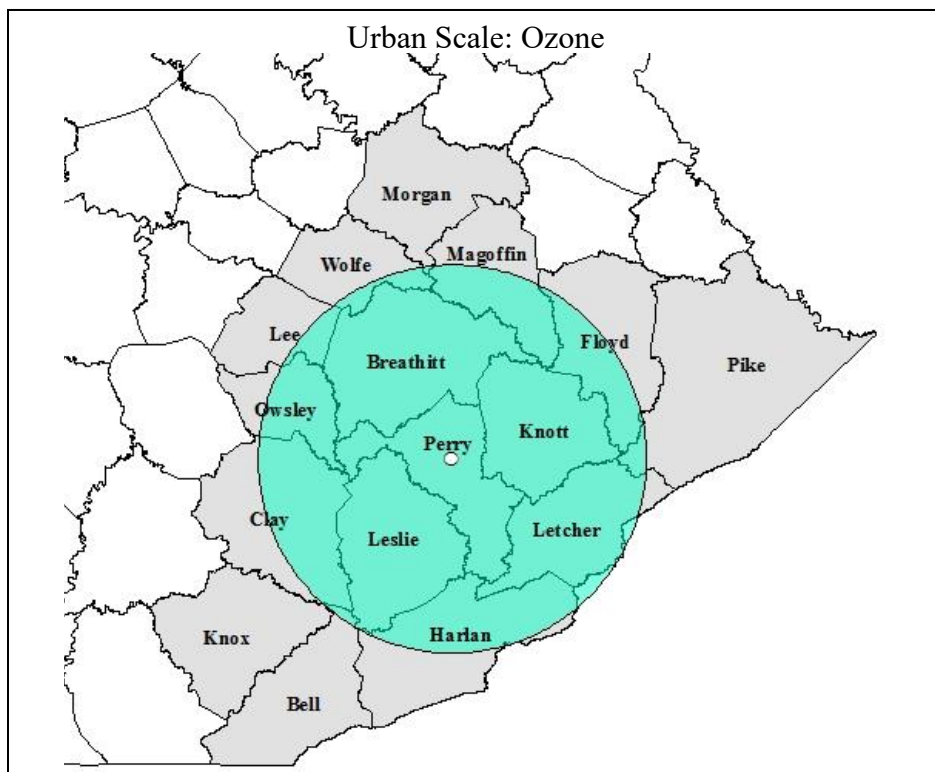 Urban Scale: Ozone
Morgan
Magoffin
Wolfe
Lee
Floyd
Breathitt
Pike
Owsley
Knott
Perry
Clay
Letcher
Leslie
Harlan
Knox
Bell